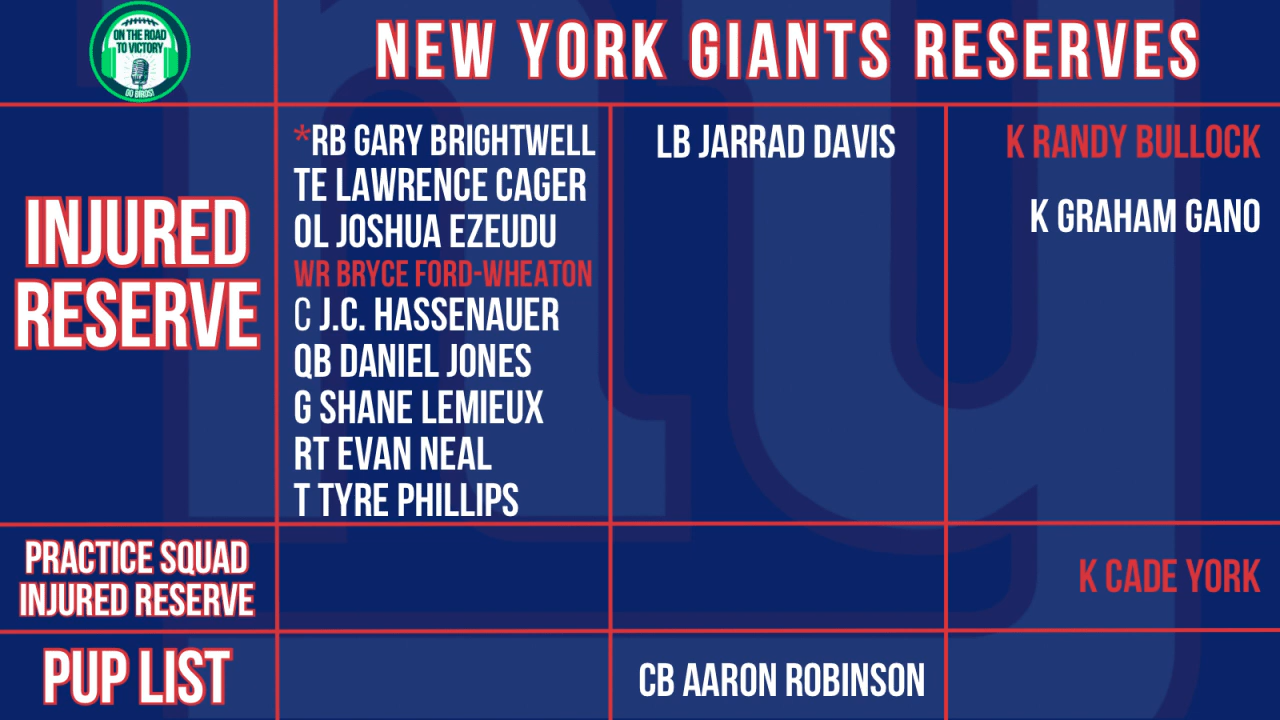 ON THE ROAD
TO VICTORY
GO BIRDS!
NEW YORK GIANTS RESERVES
INJURED
RESERVE
*RB GARY BRIGHTWELL
TE LAWRENCE CAGER
OL JOSHUA EZEUDU
WR BRYCE FORD-WHEATON
C J.C. HASSENAUER
QB DANIEL JONES
G SHANE LEMIEUX
RT EVAN NEAL
T TYRE PHILLIPS
LB JARRAD DAVIS
K RANDY BULLOCK
K GRAHAM GANO
PRACTICE SQUAD
INJURED RESERVE
K CADE YORK
PUP LIST
CB AARON ROBINSON